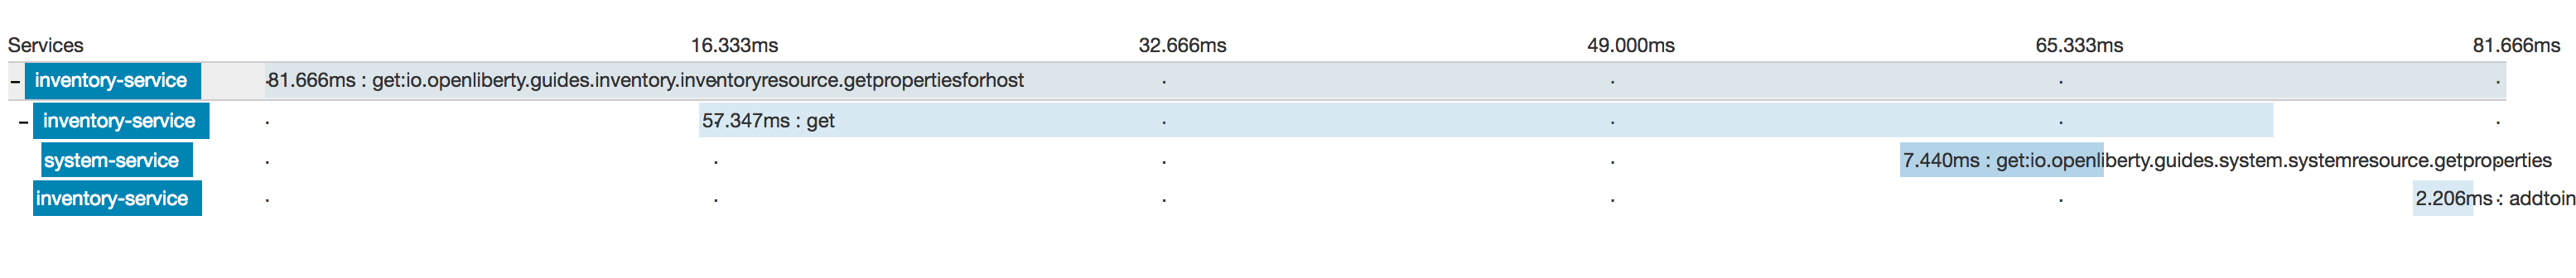 Services 16.333ms 32.666ms 49.000ms 65.333ms 81.666ms
− inventory-service 81.666ms : get:io.openliberty.guides.inventory.inventoryresource.getpropertiesforhost
− inventory-service 57.347ms : get
system-service 7.440ms : get:io.openliberty.guides.system.systemresource.getproperties
inventory-service 2.206ms : addtoin